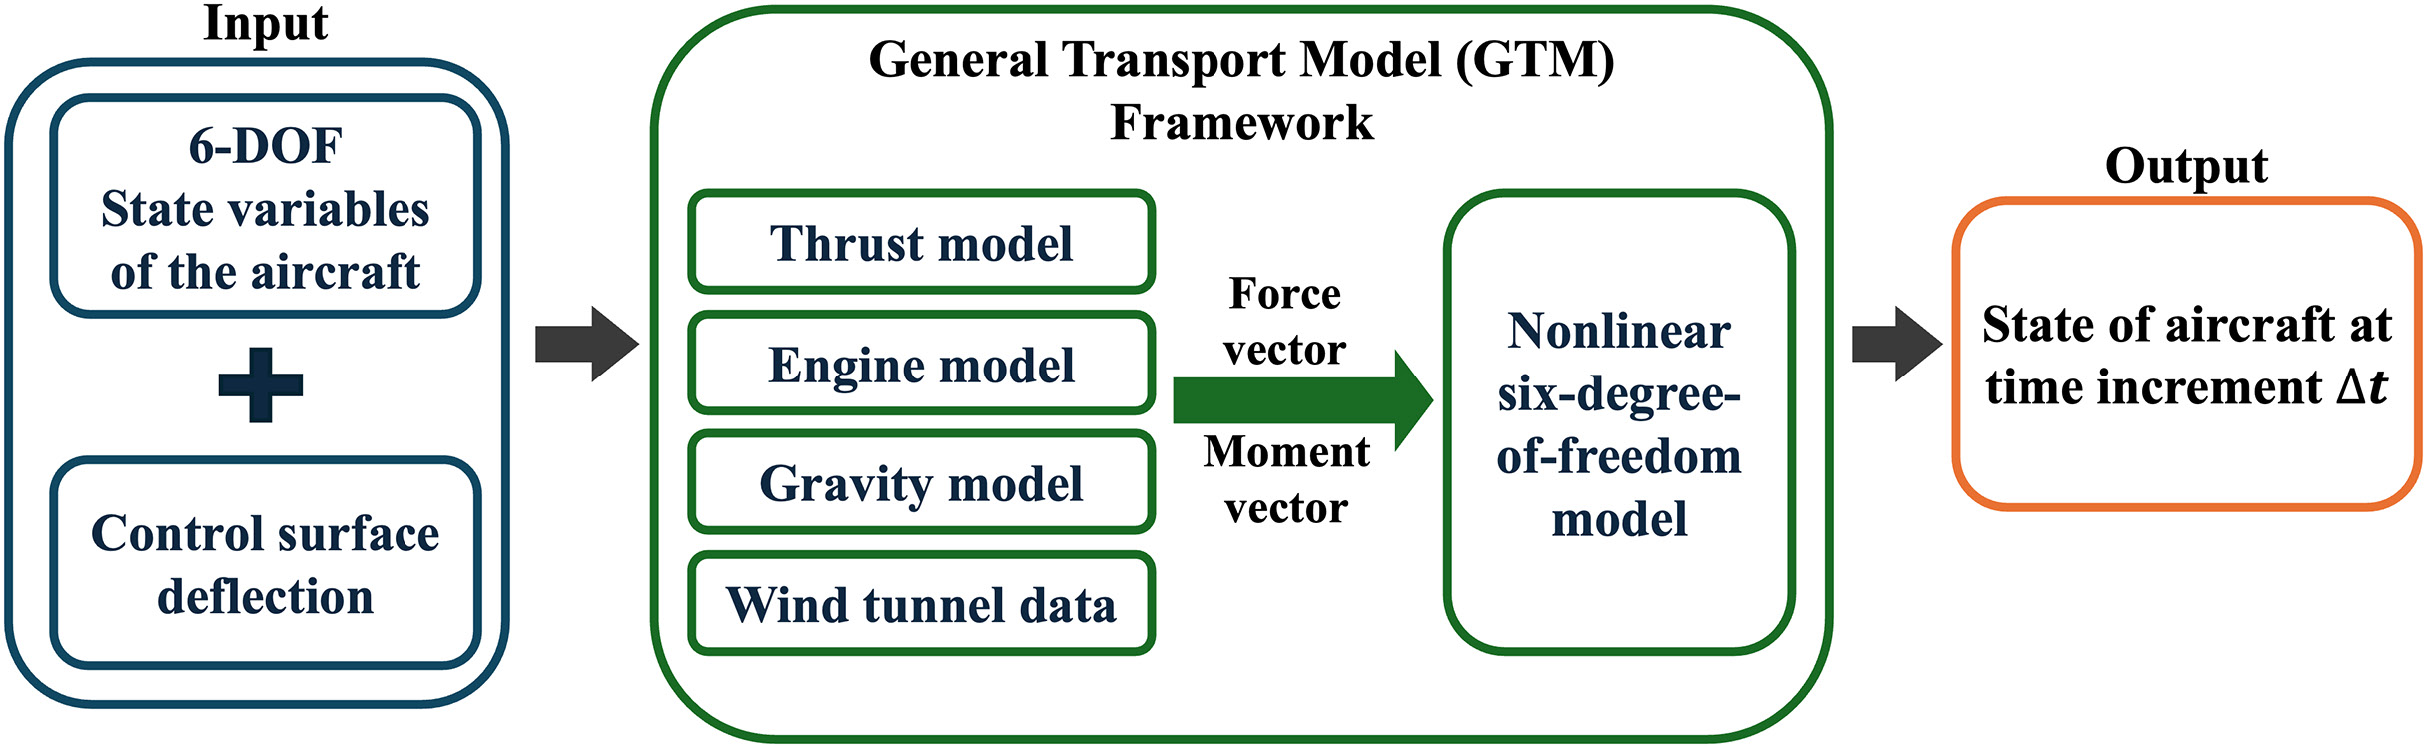 Input
6-DOF
State variables
of the aircraft
Control surface
deflection
General Transport Model (GTM)
Framework
Thrust model
Engine model
Gravity model
Wind tunnel data
Force
vector
Moment
vector
Nonlinear
six-degree-
of-freedom
model
Output
State of aircraft at
time increment Δt